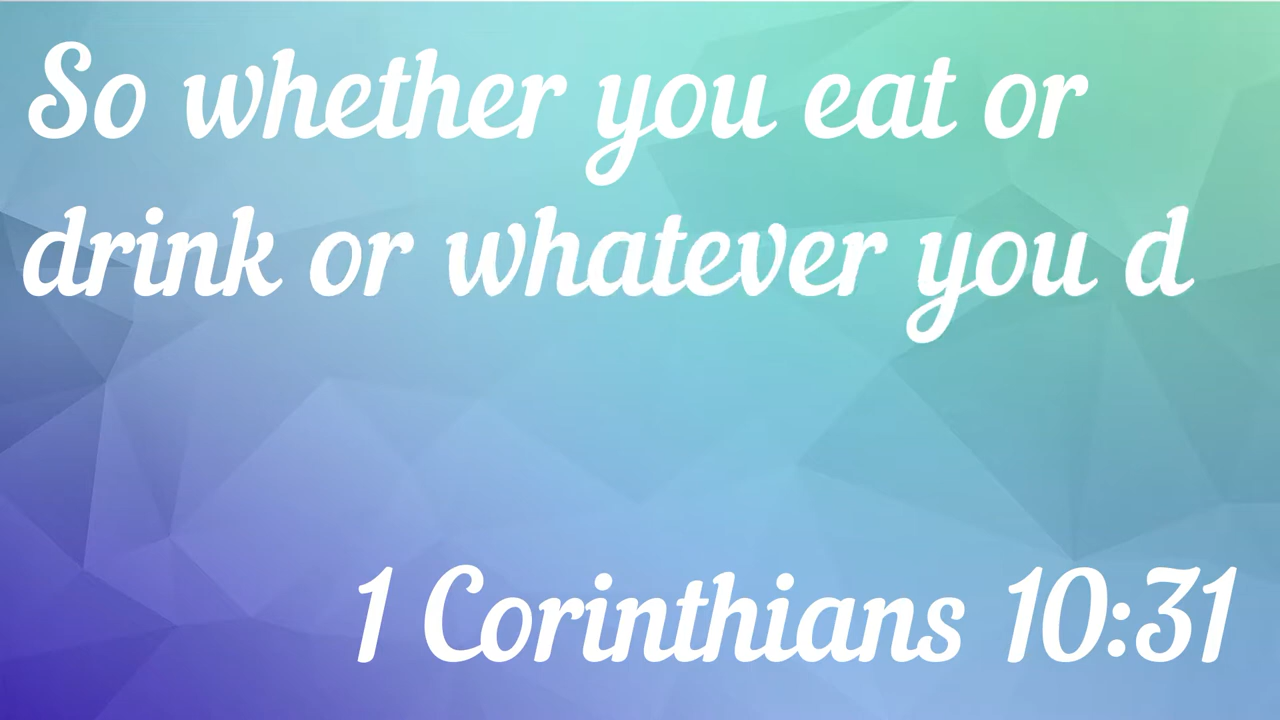 So whether you eat or
drink or whatever you d
1 Corinthians 10:31